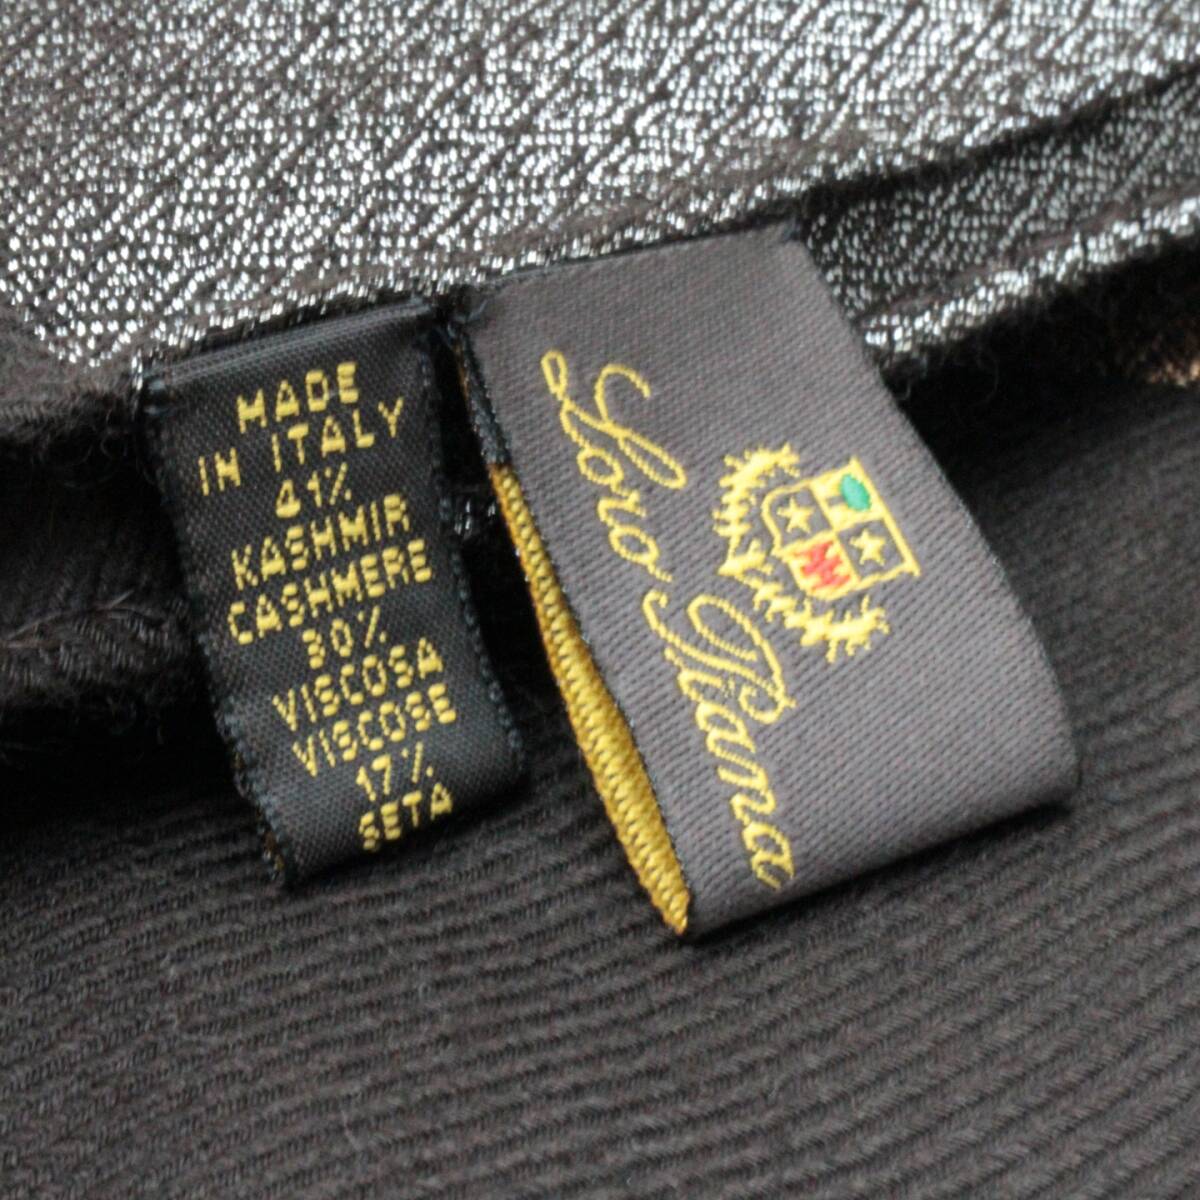 MADE
IN ITALY
41%
KASHMIR
CASHMERE
30%
VISCOSA
VISCOSE
17%
SETA
Loro Piana